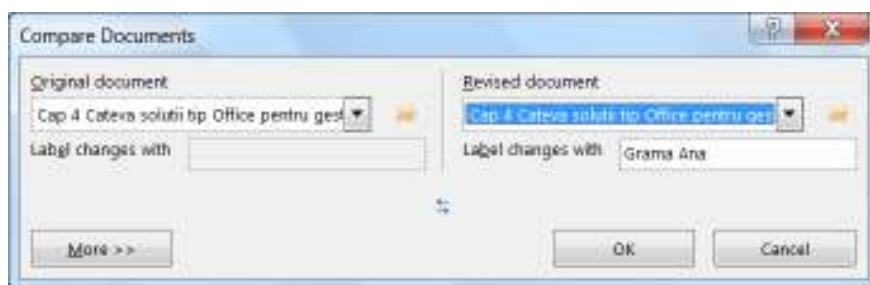 Compare Documents
Original document
Cap 4 Cateva solutii tip Office pentru gest
Label changes with
Revised document
Cap 4 Cateva solutii tip Office pentru gest
Label changes with Grama Ana
More >>
OK
Cancel